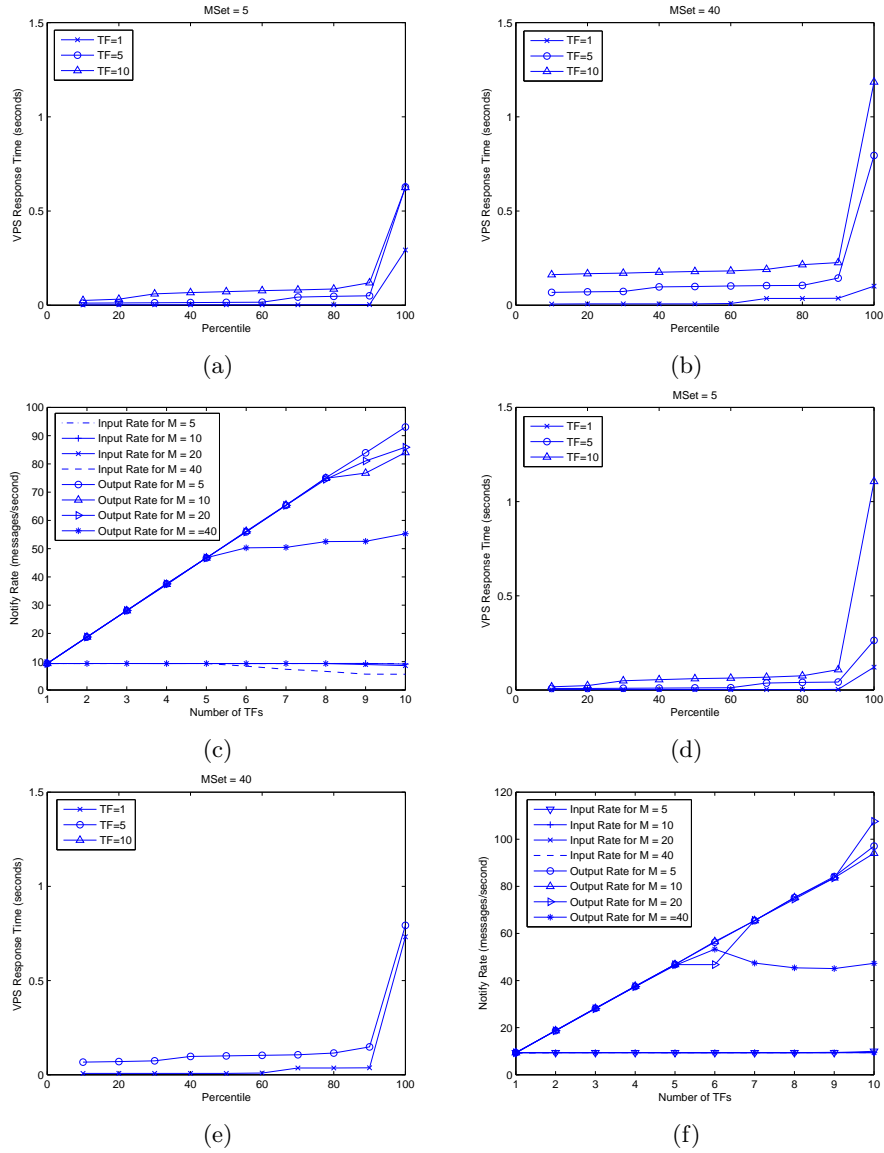 MSet = 5
1.5
1
0.5
0
VPS Response Time (seconds)
TF=1
TF=5
TF=10
0 20 40 60 80 100
Percentile
(a)
MSet = 40
1.5
1
0.5
0
VPS Response Time (seconds)
TF=1
TF=5
TF=10
0 20 40 60 80 100
Percentile
(b)
100
90
80
70
60
50
40
30
20
10
0
Notify Rate (messages/second)
Input Rate for M = 5
Input Rate for M = 10
Input Rate for M = 20
Input Rate for M = 40
Output Rate for M = 5
Output Rate for M = 10
Output Rate for M = 20
Output Rate for M = =40
1 2 3 4 5 6 7 8 9 10
Number of TFs
(c)
MSet = 5
1.5
1
0.5
0
VPS Response Time (seconds)
TF=1
TF=5
TF=10
0 20 40 60 80 100
Percentile
(d)
MSet = 40
1.5
1
0.5
0
VPS Response Time (seconds)
TF=1
TF=5
TF=10
0 20 40 60 80 100
Percentile
(e)
120
100
80
60
40
20
0
Notify Rate (messages/second)
Input Rate for M = 5
Input Rate for M = 10
Input Rate for M = 20
Input Rate for M = 40
Output Rate for M = 5
Output Rate for M = 10
Output Rate for M = 20
Output Rate for M = =40
1 2 3 4 5 6 7 8 9 10
Number of TFs
(f)